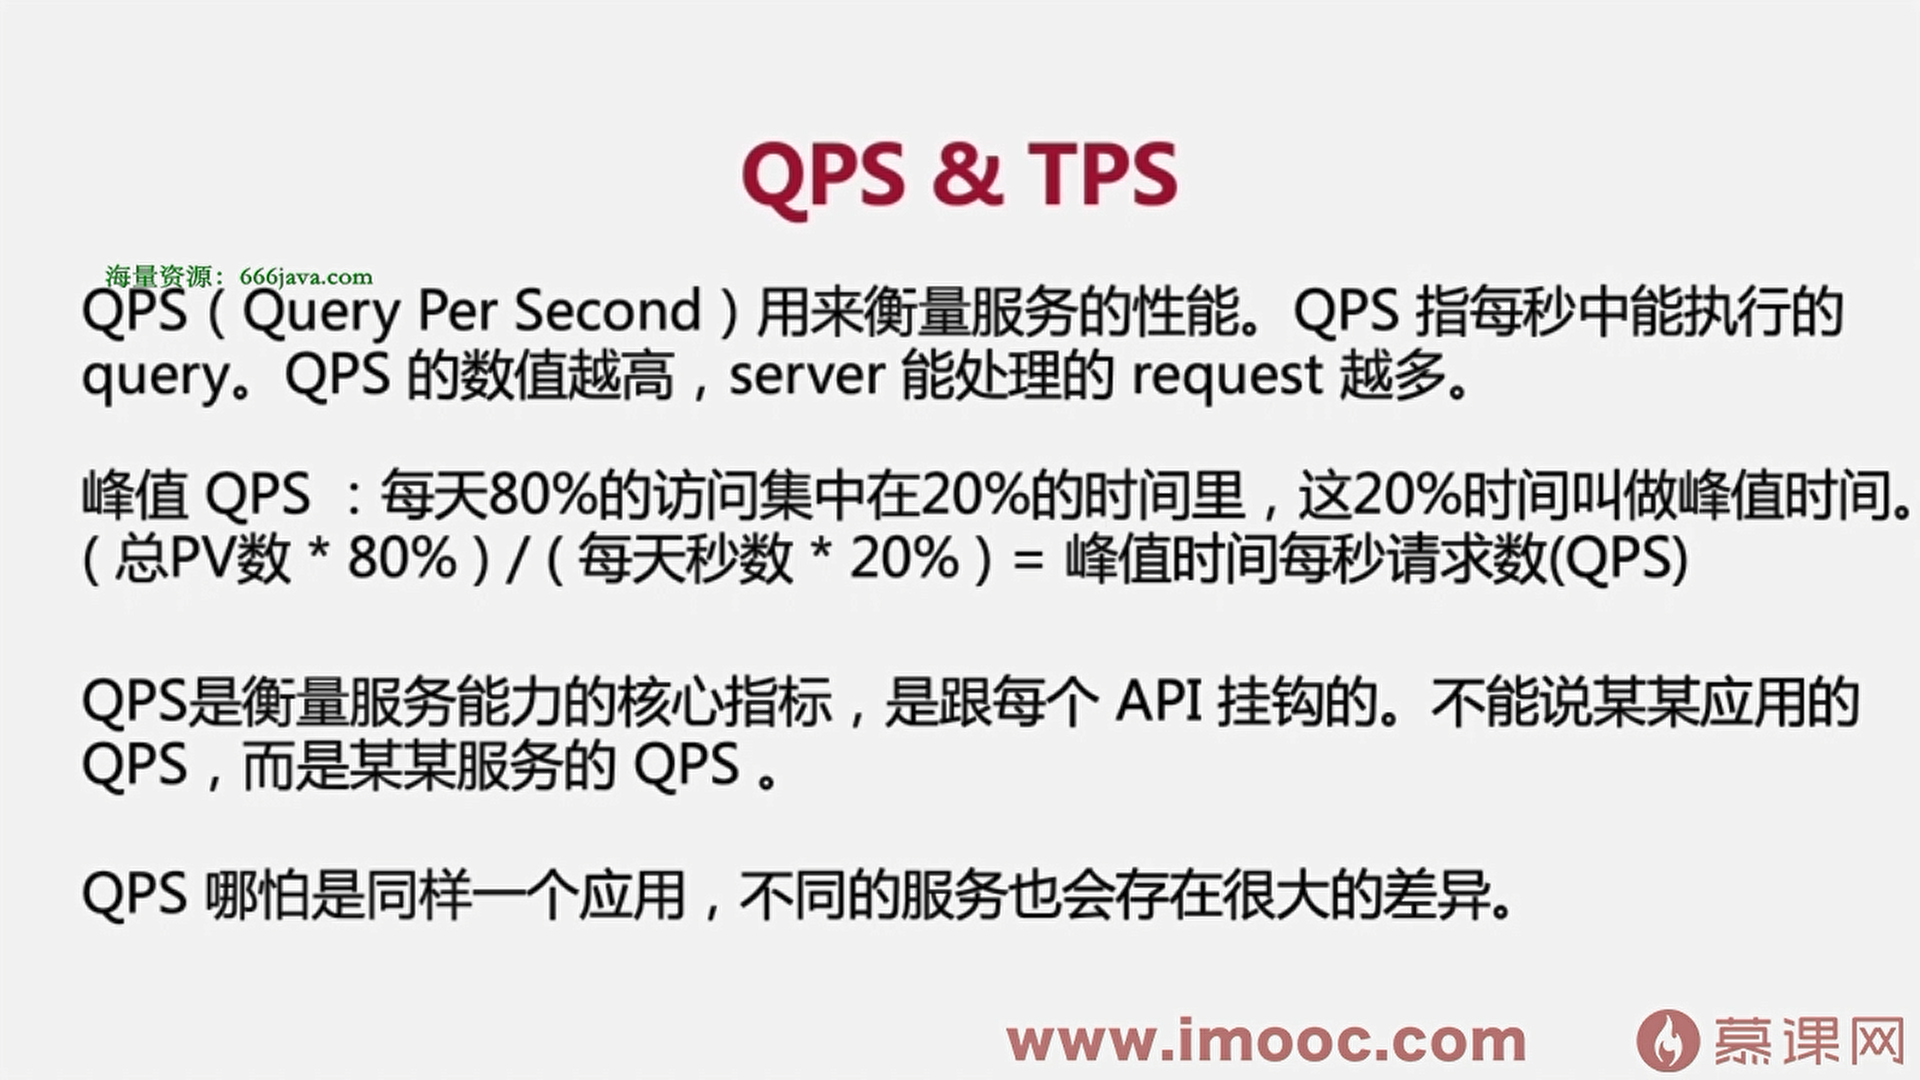 QPS & TPS
海量资源：666java.com
QPS（Query Per Second）用来衡量服务的性能。QPS 指每秒中能执行的
query。QPS 的数值越高，server 能处理的 request 越多。
峰值 QPS ：每天80%的访问集中在20%的时间里，这20%时间叫做峰值时间。
( 总PV数 * 80% ) / ( 每天秒数 * 20% ) = 峰值时间每秒请求数(QPS)
QPS是衡量服务能力的核心指标，是跟每个 API 挂钩的。不能说某某应用的
QPS，而是某某服务的 QPS 。
QPS 哪怕是同样一个应用，不同的服务也会存在很大的差异。
www.imooc.com 慕课网